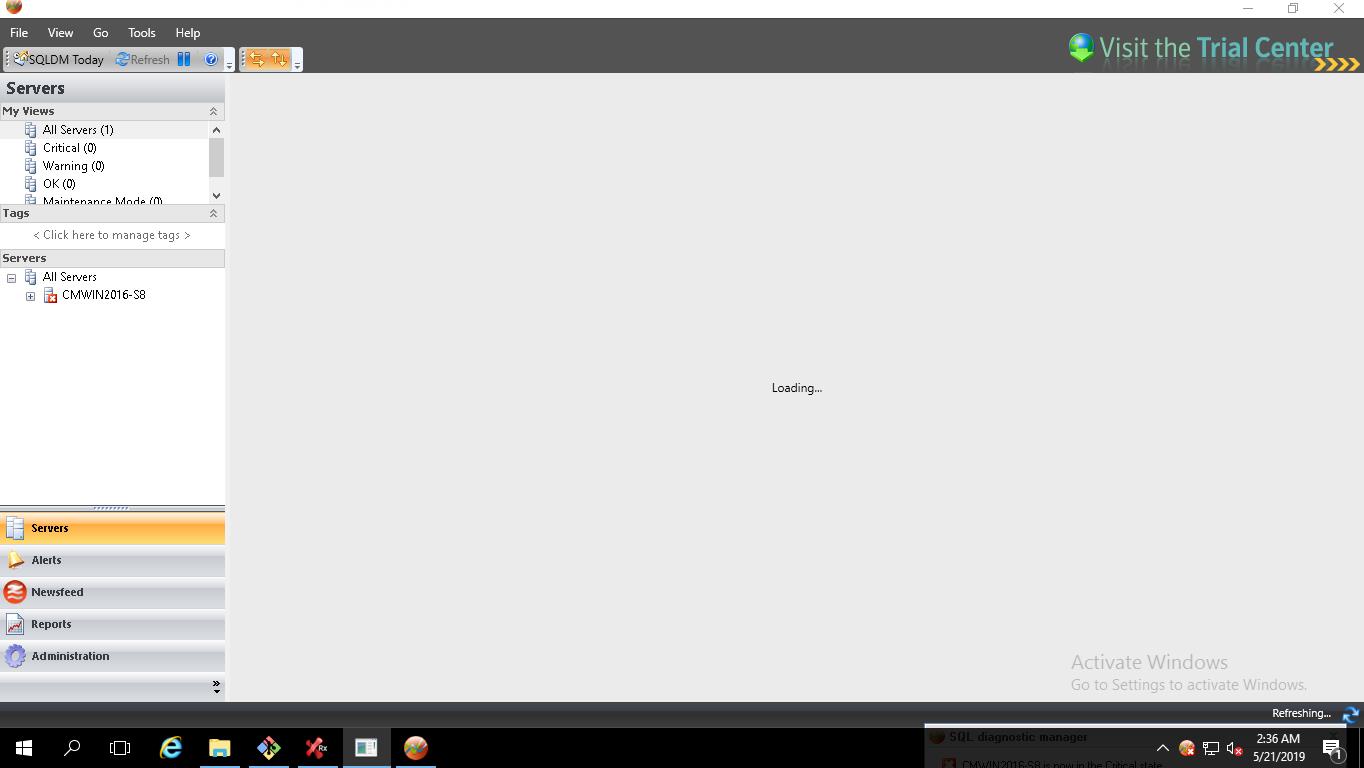 File View Go Tools Help
Visit the Trial Center
SQLDM Today Refresh
Servers
My Views
All Servers (1)
Critical (0)
Warning (0)
OK (0)
Maintenance Mode (0)
Tags
< Click here to manage tags >
Servers
All Servers
CMWIN2016-S8
Loading...
Servers
Alerts
Newsfeed
Reports
Administration
Activate Windows
Go to Settings to activate Windows.
Refreshing...
SQL diagnostic manager
CMWIN2016-S8 is now in the Critical state
Rx
2:36 AM
5/21/2019
1